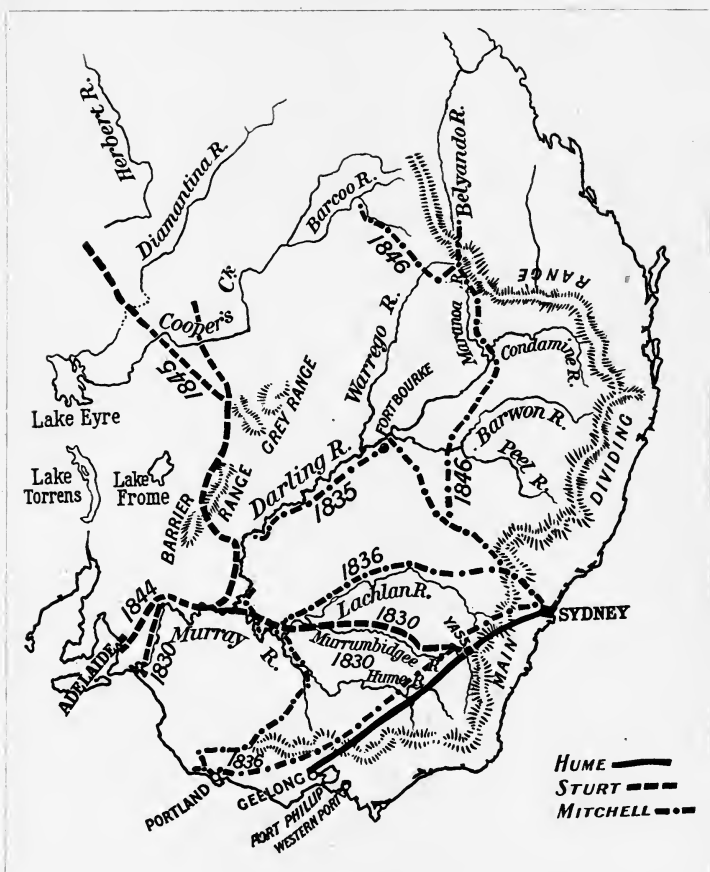 Herbert R.
Diamantina R.
Barcoo R.
Belyando R.
1846
RANGE
Cooper's Ck.
Warrego R.
Maranoa R.
Condamine R.
1845
Lake Eyre
GREY RANGE
FORT BOURKE
Barwon R.
Peel R.
DIVIDING
Lake Torrens
Lake Frome
BARRIER RANGE
Darling R.
1835
1846
1836
Lachlan R.
1844
1830
ADELAIDE
Murray R.
1830
Murrumbidgee R.
1830
Hume R.
YASS
MAIN
SYDNEY
1836
PORTLAND
GEELONG
PORT PHILLIP
WESTERN PORT
HUME
STURT
MITCHELL